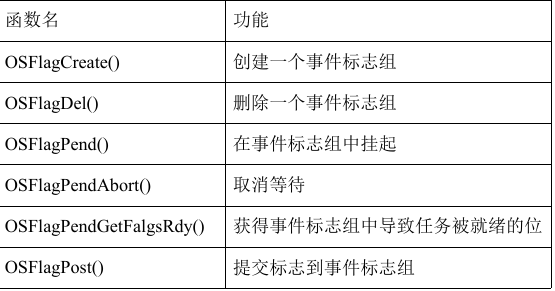 函数名 功能
OSFlagCreate() 创建一个事件标志组
OSFlagDel() 删除一个事件标志组
OSFlagPend() 在事件标志组中挂起
OSFlagPendAbort() 取消等待
OSFlagPendGetFalgsRdy() 获得事件标志组中导致任务被就绪的位
OSFlagPost() 提交标志到事件标志组